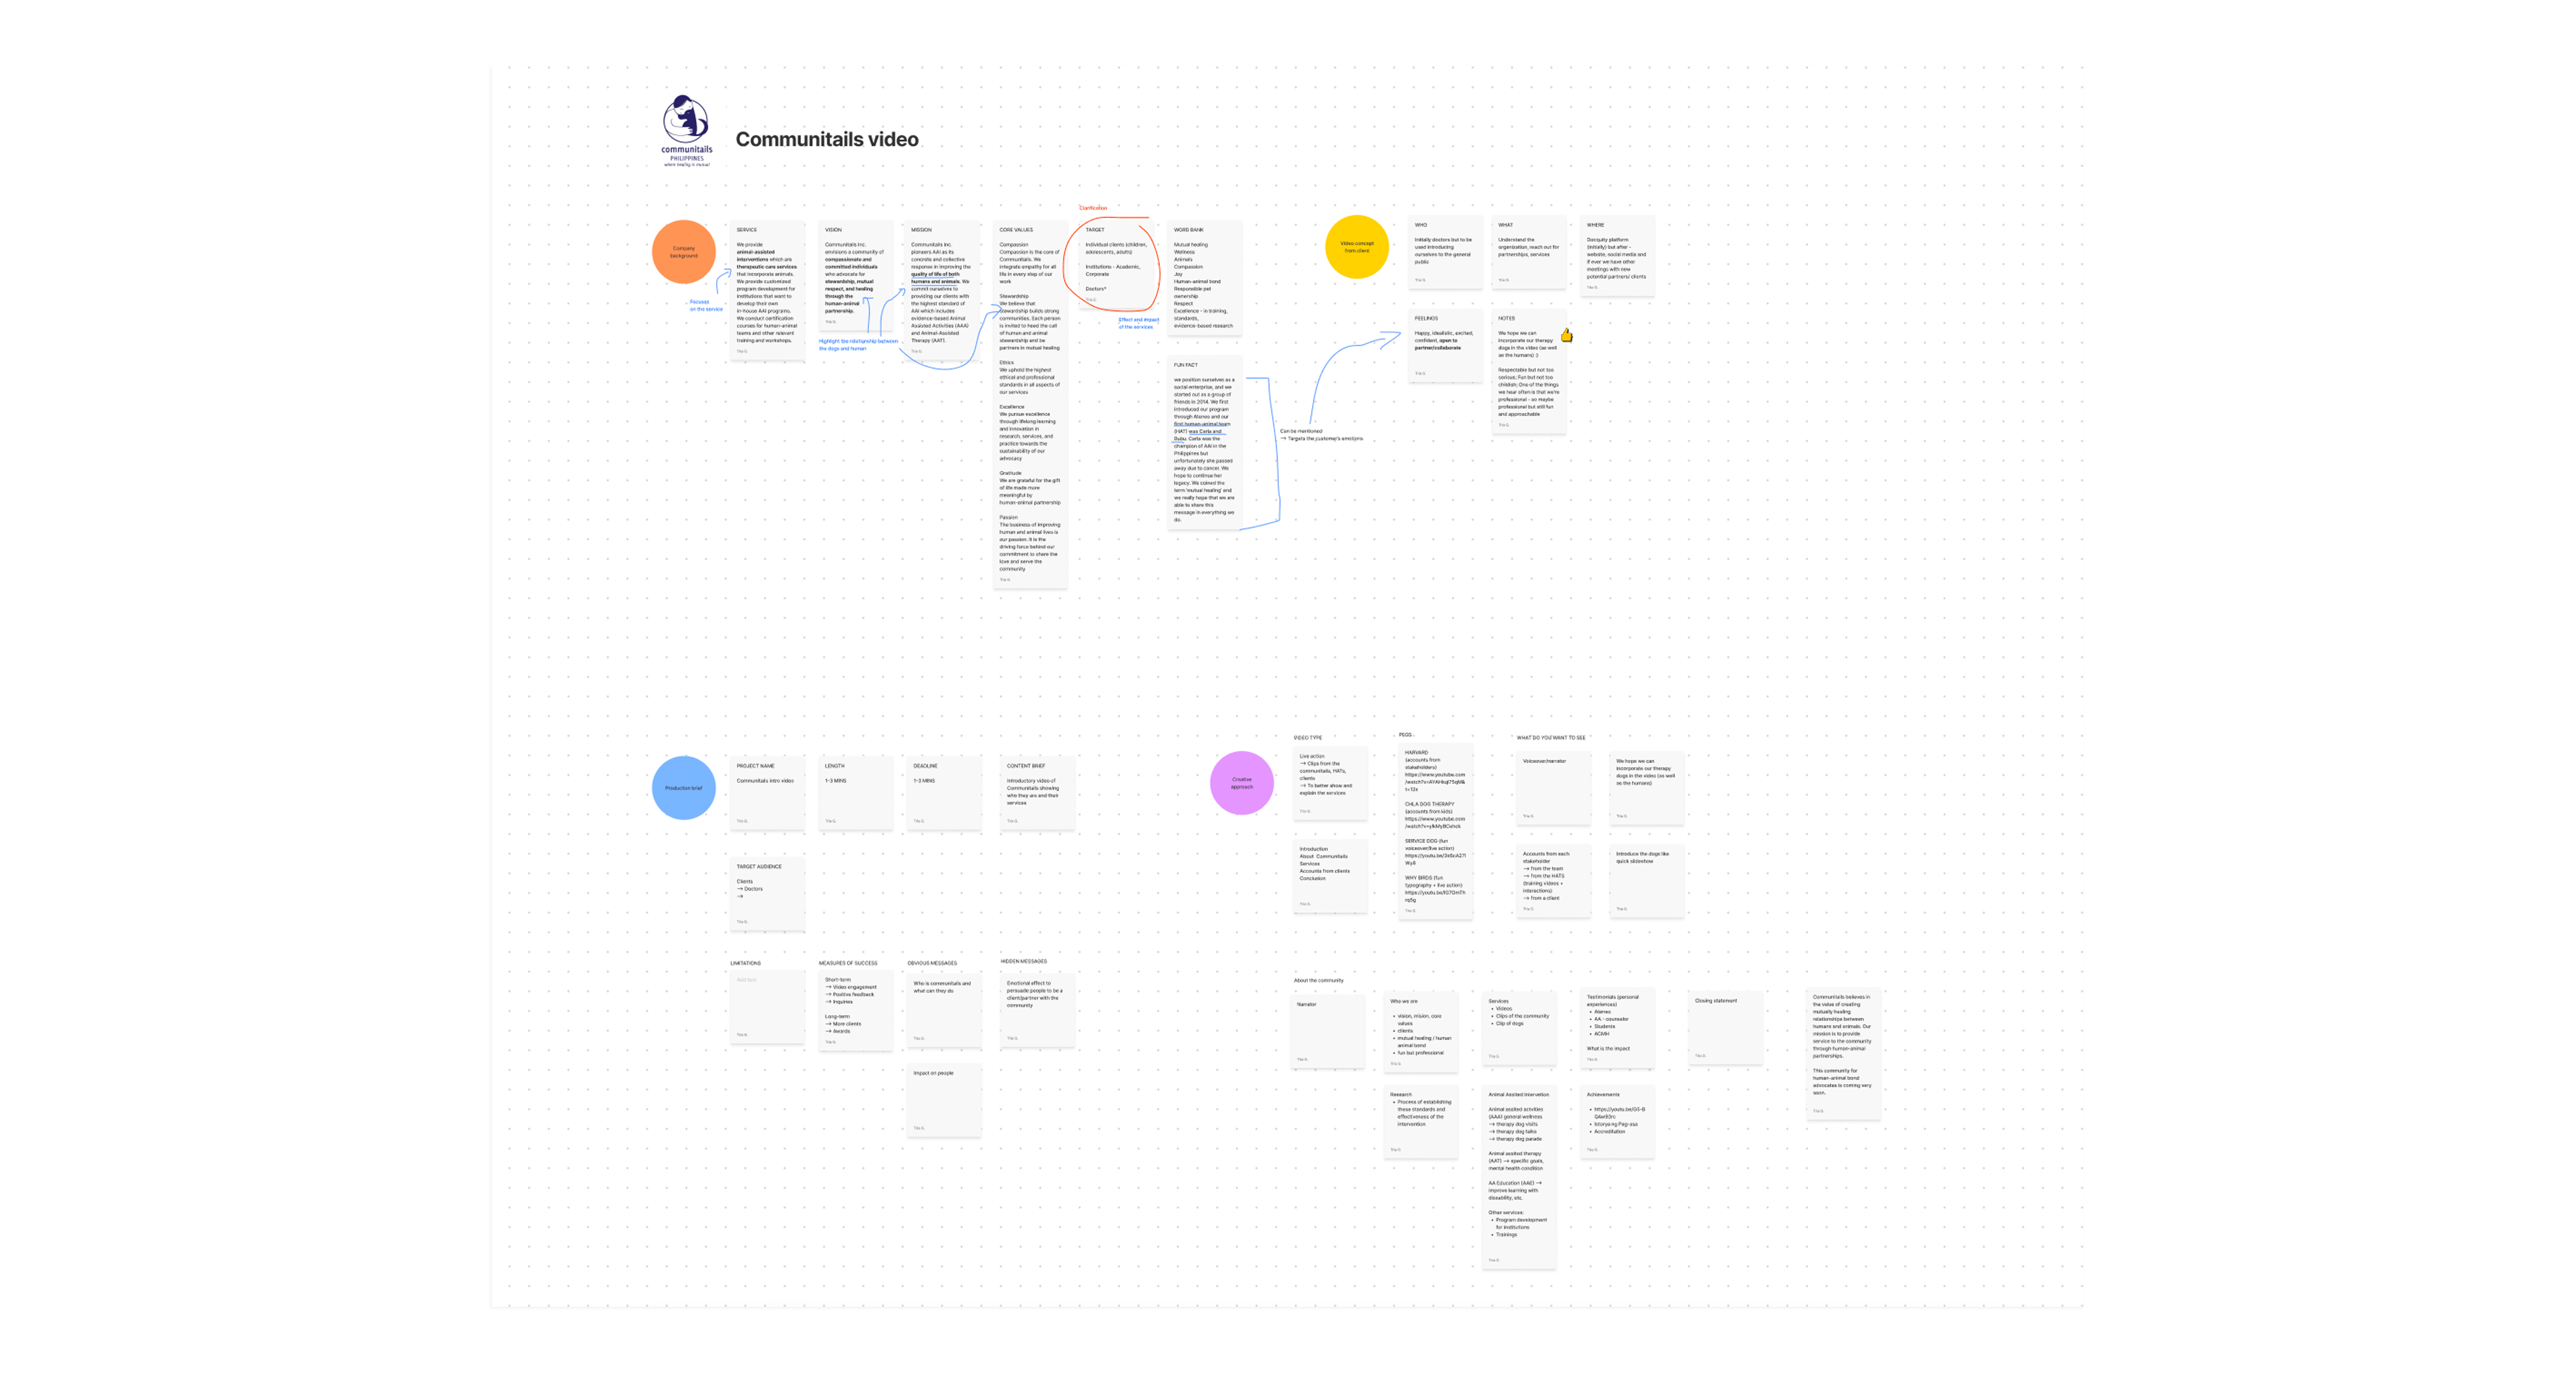 communitails
PHILIPPINES
where healing is mutual
Communitails video
Company
background
SERVICE
We provide
animal-assisted
interventions which are
therapeutic care services
that incorporate animals.
We provide customized
program development for
institutions that want to
develop their own
in-house AAI programs.
We conduct certification
courses for human-animal
teams and other relevant
training and workshops.
Focuses
on the service
VISION
Communitails Inc.
envisions a community of
compassionate and
committed individuals
who advocate for
stewardship, mutual
respect, and healing
through the
human-animal
partnership.
Highlight the relationship between
the dogs and human
MISSION
Communitails Inc.
pioneers AAI as its
concrete and collective
response in improving the
quality of life of both
humans and animals. We
commit ourselves to
providing our clients with
the highest standard of
AAI which includes
evidence-based Animal
Assisted Activities (AAA)
and Animal-Assisted
Therapy (AAT).
CORE VALUES
Compassion
Compassion is the core of
Communitails. We
integrate empathy for all
life in every step of our
work
Stewardship
We believe that
stewardship builds strong
communities. Each person
is invited to heed the call
of human and animal
stewardship and be
partners in mutual healing
Ethics
We uphold the highest
ethical and professional
standards in all aspects of
our services
Excellence
We pursue excellence
through lifelong learning
and innovation in
research, services, and
practice towards the
sustainability of our
advocacy
Gratitude
We are grateful for the gift
of life made more
meaningful by
human-animal partnership
Passion
The business of improving
human and animal lives is
our passion. It is the
driving force behind our
commitment to share the
love and serve the
community
Clarification
TARGET
Individual clients (children,
adolescents, adults)
Institutions - Academic,
Corporate
Doctors*
Effect and impact
of the services
WORD BANK
Mutual healing
Wellness
Animals
Compassion
Joy
Human-animal bond
Responsible pet
ownership
Respect
Excellence - in training,
standards,
evidence-based research
FUN FACT
we position ourselves as a
social enterprise, and we
started out as a group of
friends in 2014. We first
introduced our program
through Ateneo and our
first human-animal team
(HAT) was Carla and
Bubu. Carla was the
champion of AAI in the
Philippines but
unfortunately she passed
away due to cancer. We
hope to continue her
legacy. We coined the
term 'mutual healing' and
we really hope that we are
able to share this
message in everything we
do.
Can be mentioned
→ Targets the customer's emotions
Video concept
from client
WHO
Initially doctors but to be
used introducing
ourselves to the general
public
WHAT
Understand the
organization, reach out for
partnerships, services
WHERE
Docquity platform
(initially) but after -
website, social media and
if ever we have other
meetings with new
potential partners/ clients
FEELINGS
Happy, idealistic, excited,
confident, open to
partner/collaborate
NOTES
We hope we can
incorporate our therapy
dogs in the video (as well
as the humans) :)
Respectable but not too
serious; Fun but not too
childish; One of the things
we hear often is that we're
professional - so maybe
professional but still fun
and approachable
Production brief
PROJECT NAME
Communitails intro video
LENGTH
1-3 MINS
DEADLINE
1-3 MINS
CONTENT BRIEF
Introductory video of
Communitails showing
who they are and their
services
TARGET AUDIENCE
Clients
→ Doctors
→
LIMITATIONS
Add text
MEASURES OF SUCCESS
Short-term
→ Video engagement
→ Positive feedback
→ Inquiries
Long-term
→ More clients
→ Awards
OBVIOUS MESSAGES
Who is communitails and
what can they do
Impact on people
HIDDEN MESSAGES
Emotional effect to
persuade people to be a
client/partner with the
community
Creative
approach
VIDEO TYPE
Live action
→ Clips from the
communitails, HATs,
clients
→ To better show and
explain the services
Introduction
About Communitails
Services
Accounts from clients
Conclusion
PEGS
HARVARD
(accounts from
stakeholders)
https://www.youtube.com
CHLA DOG THERAPY
(accounts from kids)
https://www.youtube.com
SERVICE DOG (fun
voiceover/live action)
WHY BIRDS (fun
typography + live action)
WHAT DO YOU WANT TO SEE
Voiceover/narrator
We hope we can
incorporate our therapy
dogs in the video (as well
as the humans)
Accounts from each
stakeholder
→ from the team
→ from the HATS
(training videos +
interactions)
→ from a client
Introduce the dogs like
quick slideshow
About the community
Narrator
Who we are
• vision, mision, core
values
• clients
• mutual healing / human
animal bond
• fun but professional
Services
• Videos
• Clips of the community
• Clip of dogs
Testimonials (personal
experiences)
• Ateneo
• AA - counselor
• Students
• ACMH
What is the impact
Closing statement
Communitails believes in
the value of creating
mutually healing
relationships between
humans and animals. Our
mission is to provide
service to the community
through human-animal
partnerships.
This community for
human-animal bond
advocates is coming very
soon.
Research
• Process of establishing
these standards and
effectiveness of the
intervention
Animal Assited Intervention
Animal assited activities
(AAA) general wellness
→ therapy dog visits
→ therapy dog talks
→ therapy dog parade
Animal assited therapy
(AAT) → specific goals,
mental health condition
AA Education (AAE) →
improve learning with
disability, etc.
Other services:
• Program development
for institutions
• Trainings
Achievements
• Istorya ng Pag-asa
• Accreditation